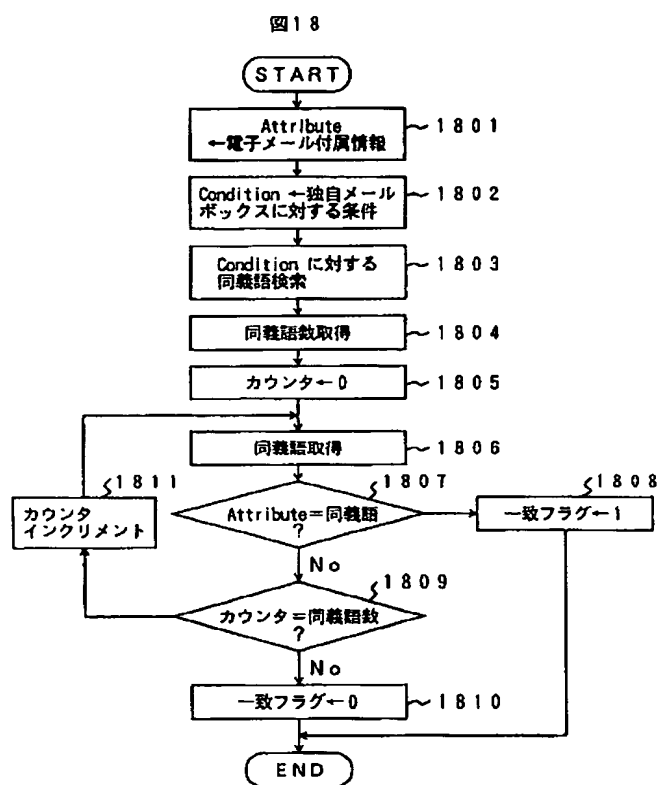 図18
START
Attribute
←電子メール付属情報
1801
Condition ←独自メール
ボックスに対する条件
1802
Condition に対する
同義語検索
1803
同義語数取得
1804
カウンタ←0
1805
同義語取得
1806
1811
カウンタ
インクリメント
1807
Attribute=同義語
?
1808
一致フラグ←1
No
1809
カウンタ=同義語数
?
No
一致フラグ←0
1810
END